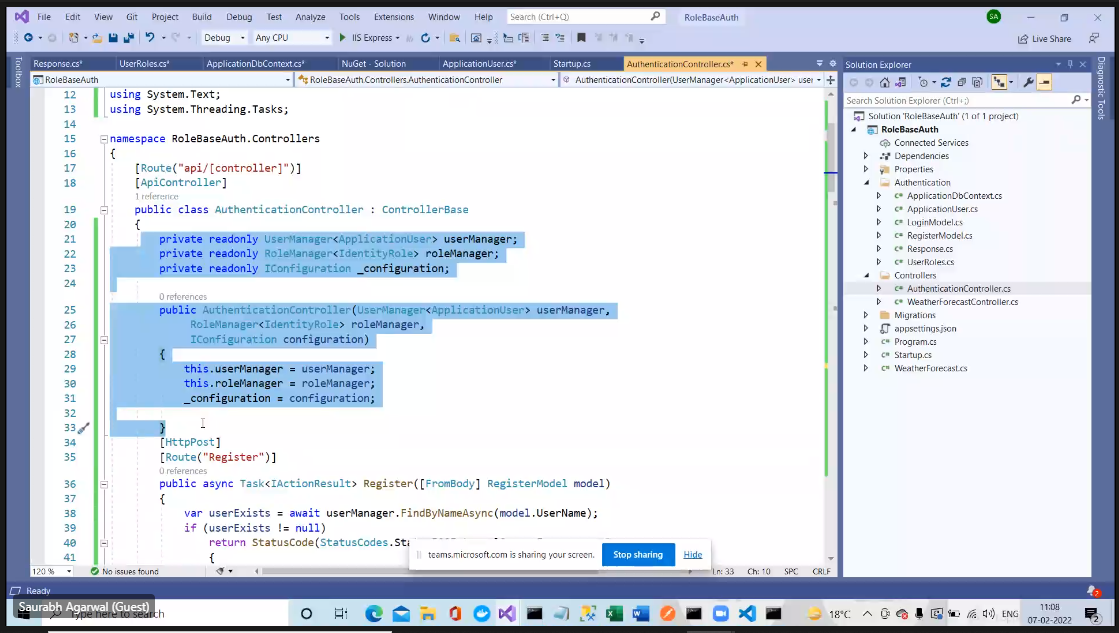 File Edit View Git Project Build Debug Test Analyze Tools Extensions Window Help Search (Ctrl+Q) RoleBaseAuth SA
Debug Any CPU IIS Express Live Share
Toolbox
Response.cs* UserRoles.cs* ApplicationDbContext.cs* NuGet - Solution ApplicationUser.cs* Startup.cs AuthenticationController.cs*
RoleBaseAuth RoleBaseAuth.Controllers.AuthenticationController AuthenticationController(UserManager<ApplicationUser> user
12 using System.Text;
13 using System.Threading.Tasks;
14
15 namespace RoleBaseAuth.Controllers
16 {
17 [Route("api/[controller]")]
18 [ApiController]
1 reference
19 public class AuthenticationController : ControllerBase
20 {
21 private readonly UserManager<ApplicationUser> userManager;
22 private readonly RoleManager<IdentityRole> roleManager;
23 private readonly IConfiguration _configuration;
24
0 references
25 public AuthenticationController(UserManager<ApplicationUser> userManager,
26 RoleManager<IdentityRole> roleManager,
27 IConfiguration configuration)
28 {
29 this.userManager = userManager;
30 this.roleManager = roleManager;
31 _configuration = configuration;
32
33 }
34 [HttpPost]
35 [Route("Register")]
0 references
36 public async Task<IActionResult> Register([FromBody] RegisterModel model)
37 {
38 var userExists = await userManager.FindByNameAsync(model.UserName);
39 if (userExists != null)
40 return StatusCode(StatusCodes.
41 {
teams.microsoft.com is sharing your screen. Stop sharing Hide
120 % No issues found Ln: 33 Ch: 10 SPC CRLF
Solution Explorer
Search Solution Explorer (Ctrl+;)
Solution 'RoleBaseAuth' (1 of 1 project)
RoleBaseAuth
Connected Services
Dependencies
Properties
Authentication
ApplicationDbContext.cs
ApplicationUser.cs
LoginModel.cs
RegisterModel.cs
Response.cs
UserRoles.cs
Controllers
AuthenticationController.cs
WeatherForecastController.cs
Migrations
appsettings.json
Program.cs
Startup.cs
WeatherForecast.cs
Diagnostic Tools
Ready 2
Saurabh Agarwal (Guest)
Type here to search
18°C ENG 11:08
07-02-2022 2